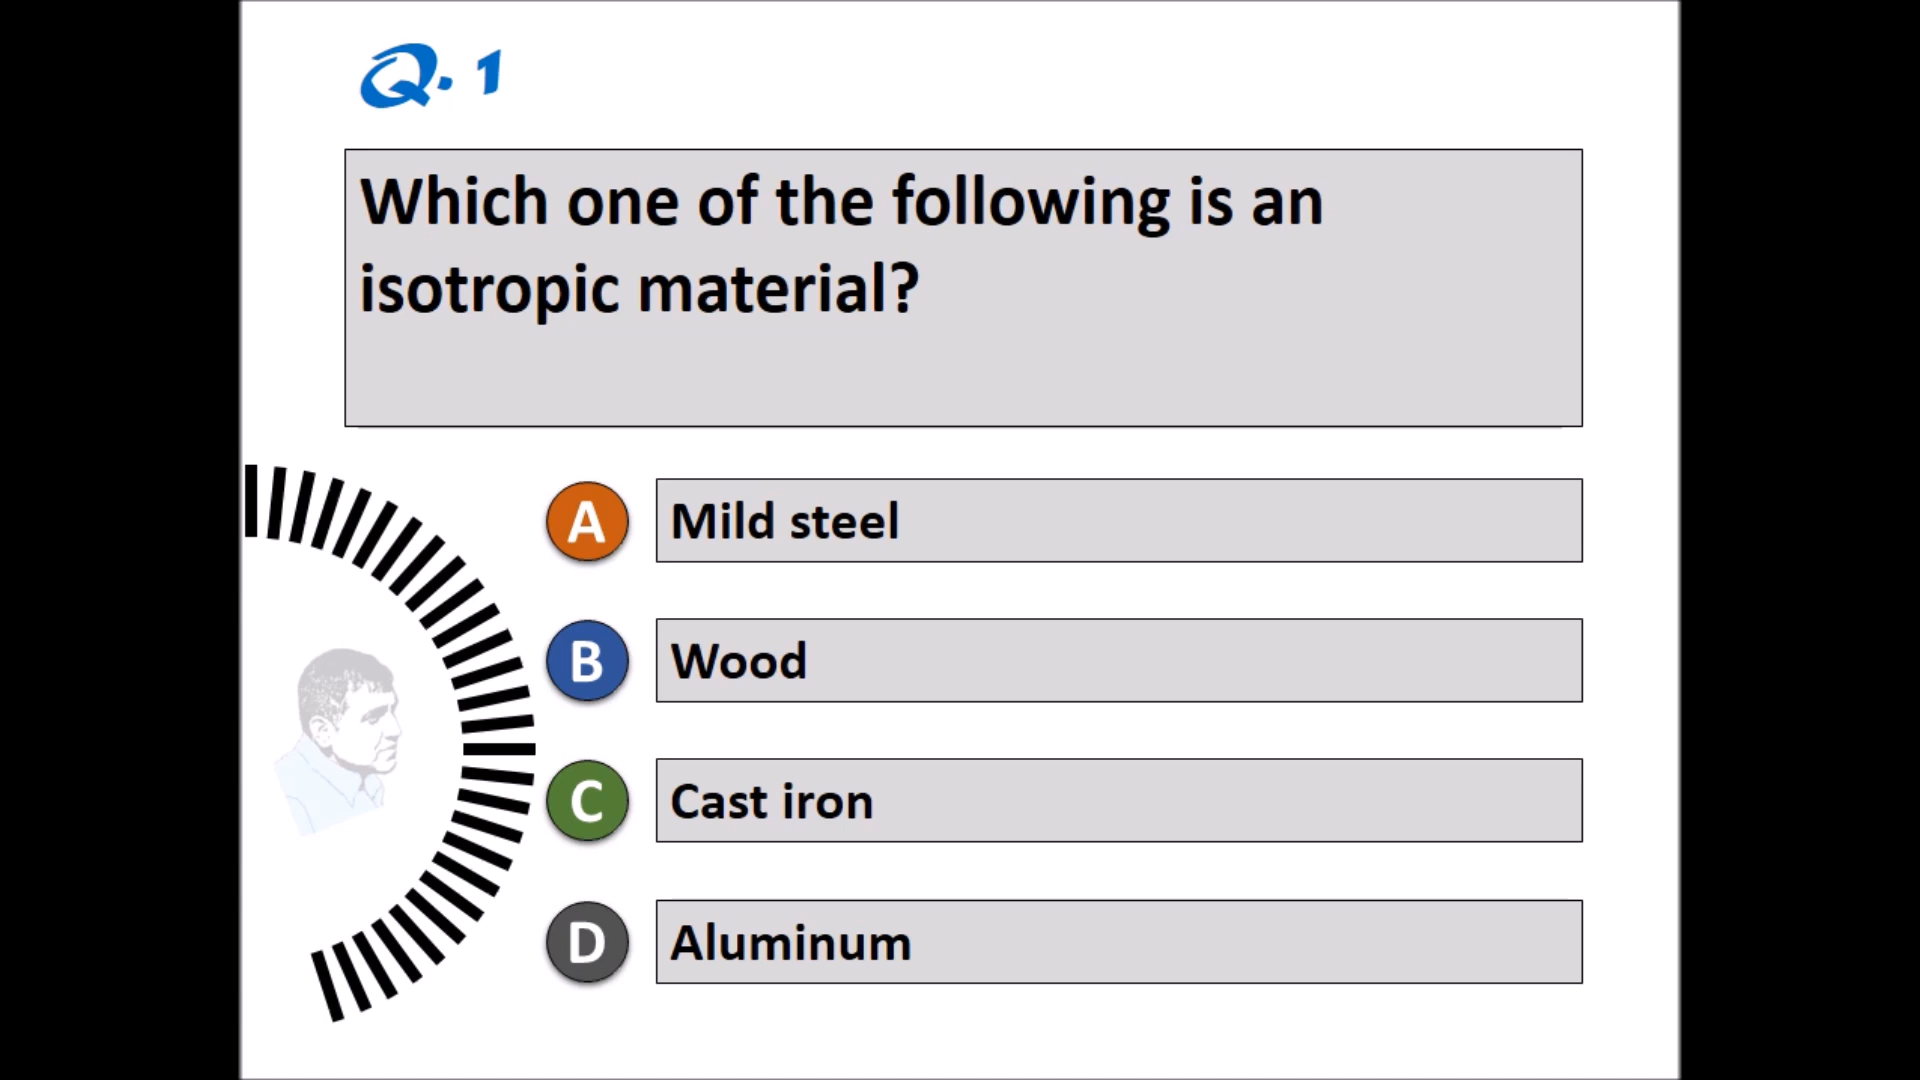 Q. 1
Which one of the following is an
isotropic material?
A Mild steel
B Wood
C Cast iron
D Aluminum